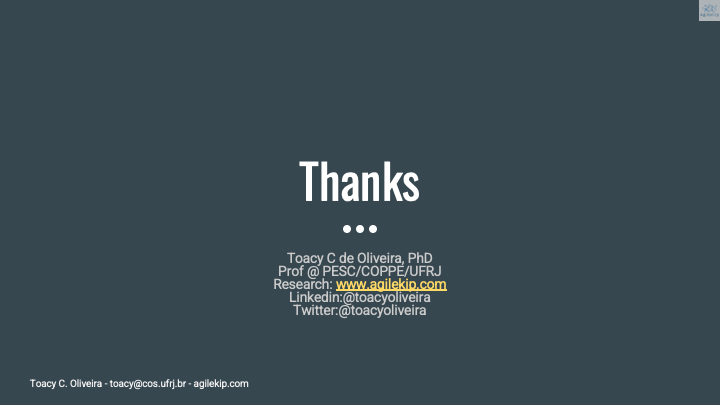 agilekip
Thanks
Toacy C de Oliveira, PhD
Prof @ PESC/COPPE/UFRJ
Research: www.agilekip.com
Linkedin:@toacyoliveira
Twitter:@toacyoliveira
Toacy C. Oliveira - toacy@cos.ufrj.br - agilekip.com